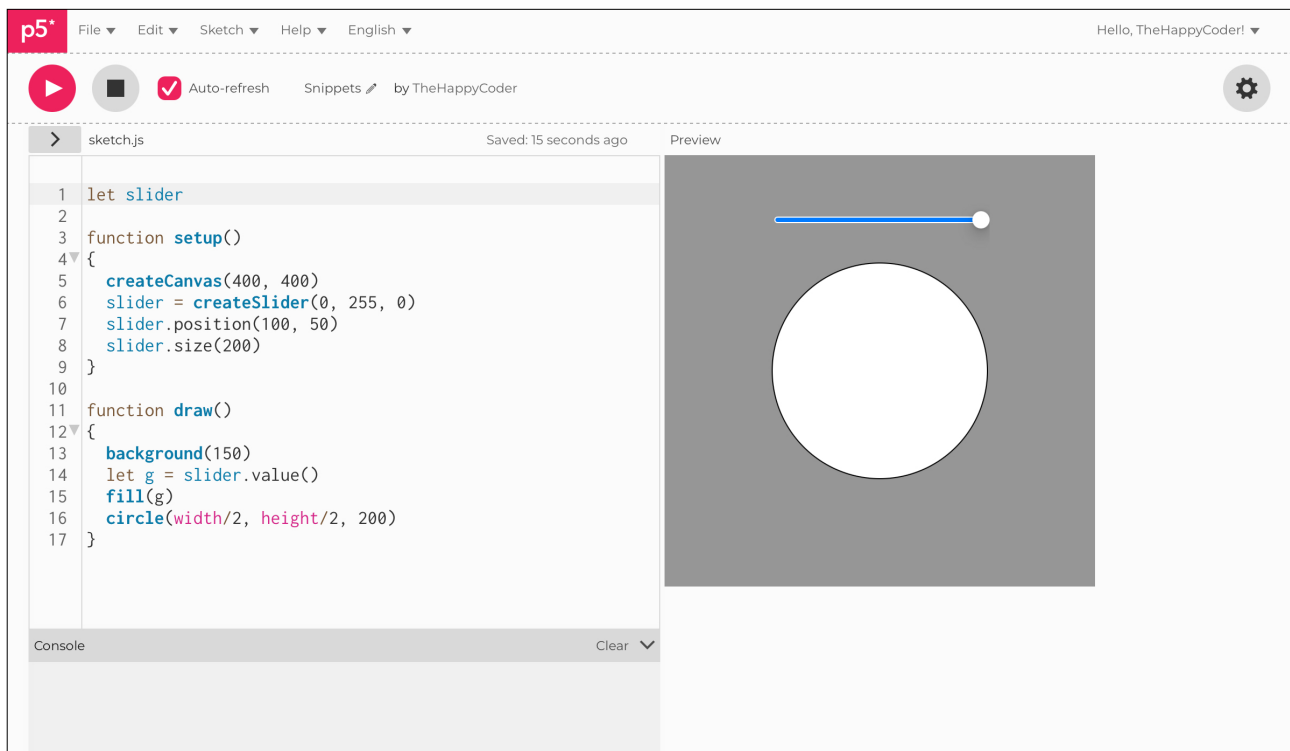 p5* File Edit Sketch Help English Hello, TheHappyCoder!
Auto-refresh Snippets by TheHappyCoder
sketch.js Saved: 15 seconds ago Preview
1 let slider
2
3 function setup()
4 {
5 createCanvas(400, 400)
6 slider = createSlider(0, 255, 0)
7 slider.position(100, 50)
8 slider.size(200)
9 }
10
11 function draw()
12 {
13 background(150)
14 let g = slider.value()
15 fill(g)
16 circle(width/2, height/2, 200)
17 }
Console Clear